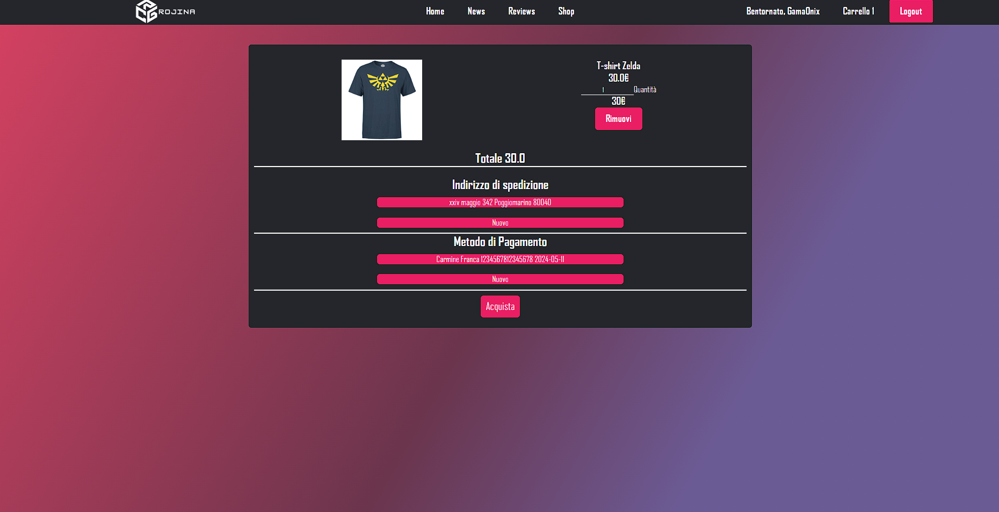 ROJINA
Home News Reviews Shop
Bentornato, GamaOnix Carrello 1 Logout
T-shirt Zelda
30.0€
1 Quantità
30€
Rimuovi
Totale 30.0
Indirizzo di spedizione
xxiv maggio 342 Poggiomarino 80040
Nuovo
Metodo di Pagamento
Carmine Franca 1234567812345678 2024-05-11
Nuovo
Acquista